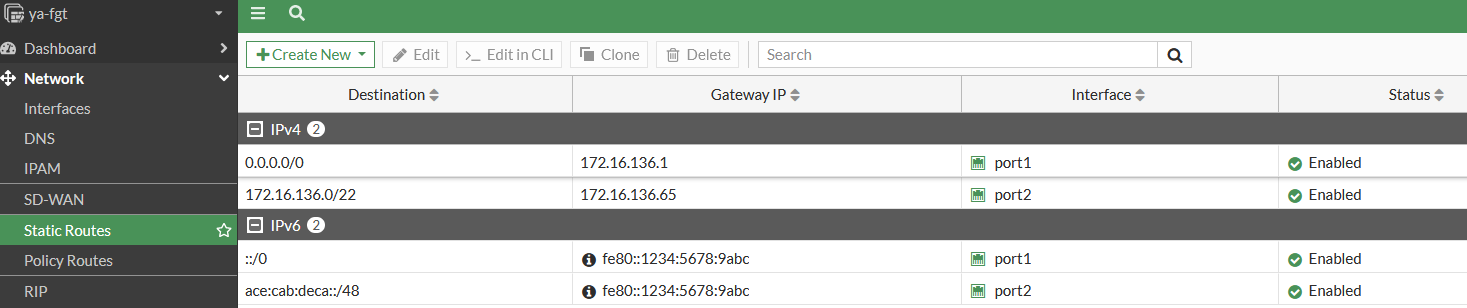 ya-fgt
Dashboard
Network
Interfaces
DNS
IPAM
SD-WAN
Static Routes
Policy Routes
RIP
Create New Edit Edit in CLI Clone Delete Search
Destination Gateway IP Interface Status
IPv4 2
0.0.0.0/0 172.16.136.1 port1 Enabled
172.16.136.0/22 172.16.136.65 port2 Enabled
IPv6 2
::/0 fe80::1234:5678:9abc port1 Enabled
ace:cab:deca::/48 fe80::1234:5678:9abc port2 Enabled